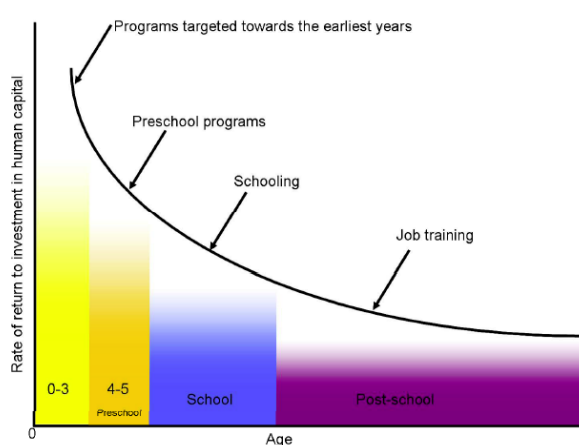 Programs targeted towards the earliest years
Preschool programs
Schooling
Job training
Rate of return to investment in human capital
0-3
4-5
Preschool
School
Post-school
0
Age